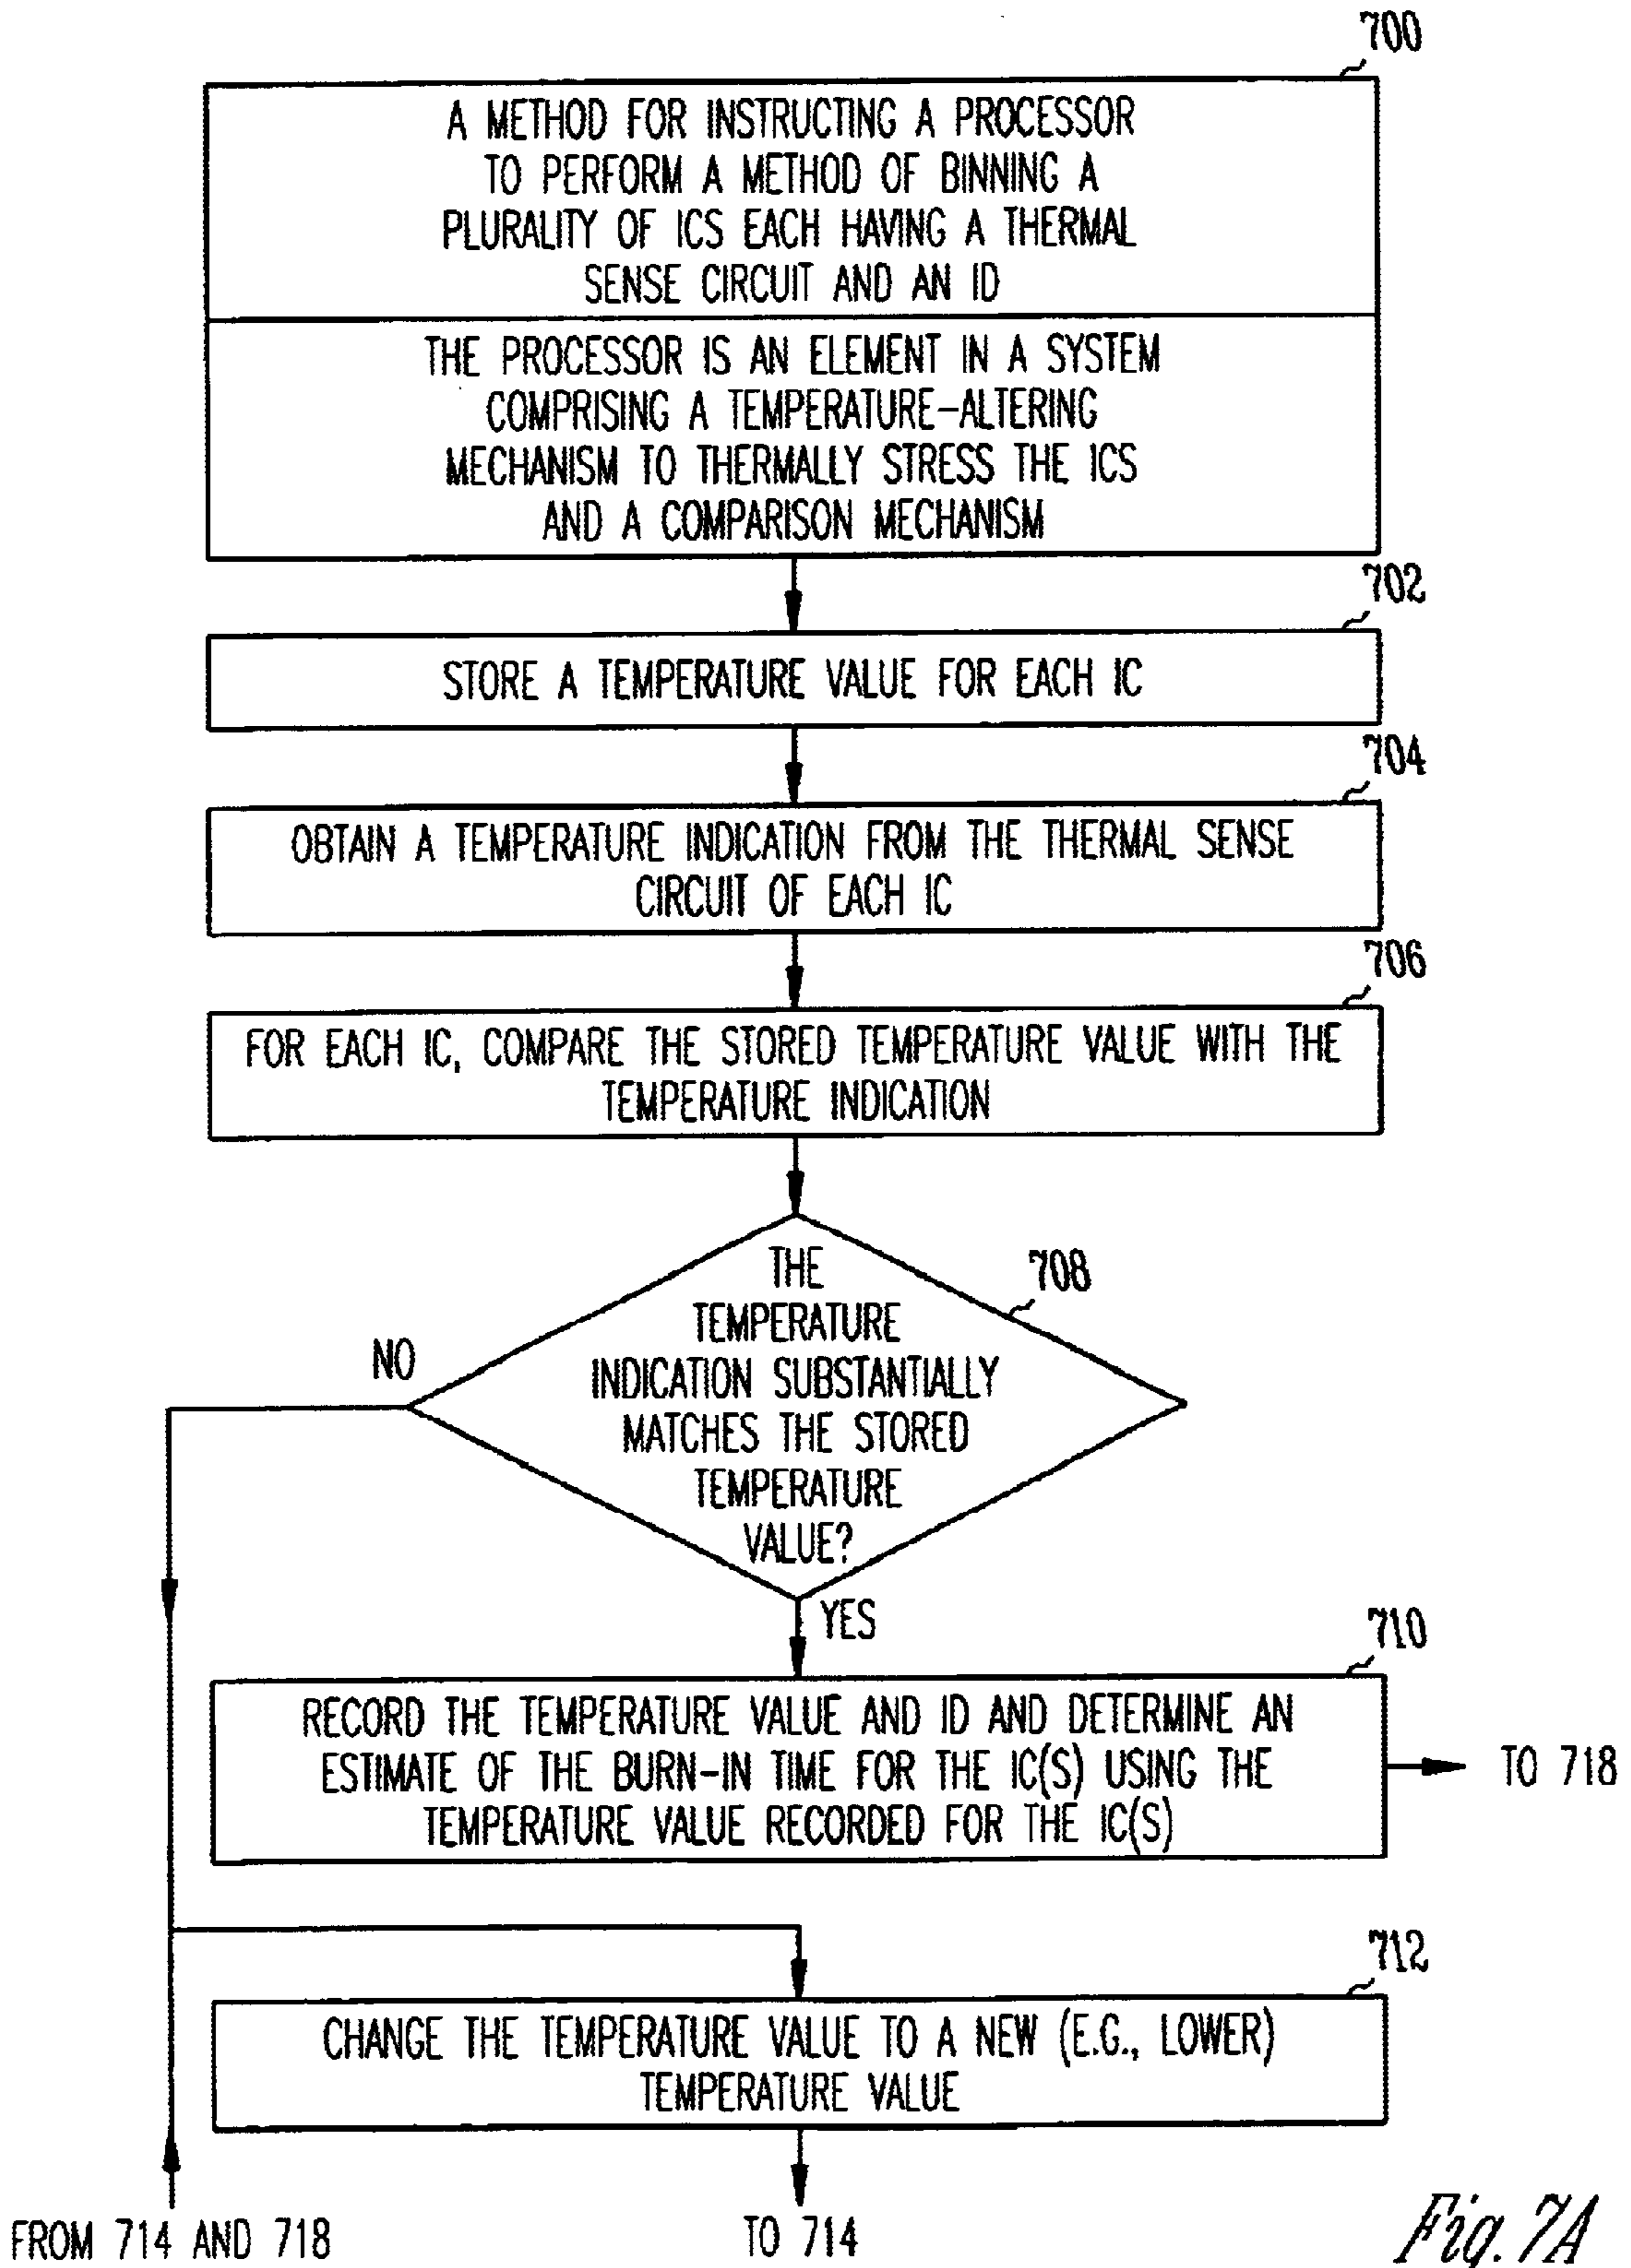 700
A METHOD FOR INSTRUCTING A PROCESSOR
TO PERFORM A METHOD OF BINNING A
PLURALITY OF ICS EACH HAVING A THERMAL
SENSE CIRCUIT AND AN ID
THE PROCESSOR IS AN ELEMENT IN A SYSTEM
COMPRISING A TEMPERATURE-ALTERING
MECHANISM TO THERMALLY STRESS THE ICS
AND A COMPARISON MECHANISM
702
STORE A TEMPERATURE VALUE FOR EACH IC
704
OBTAIN A TEMPERATURE INDICATION FROM THE THERMAL SENSE
CIRCUIT OF EACH IC
706
FOR EACH IC, COMPARE THE STORED TEMPERATURE VALUE WITH THE
TEMPERATURE INDICATION
708
THE
TEMPERATURE
INDICATION SUBSTANTIALLY
MATCHES THE STORED
TEMPERATURE
VALUE?
NO
YES
710
RECORD THE TEMPERATURE VALUE AND ID AND DETERMINE AN
ESTIMATE OF THE BURN-IN TIME FOR THE IC(S) USING THE
TEMPERATURE VALUE RECORDED FOR THE IC(S)
TO 718
712
CHANGE THE TEMPERATURE VALUE TO A NEW (E.G., LOWER)
TEMPERATURE VALUE
FROM 714 AND 718
TO 714
Fig. 7A